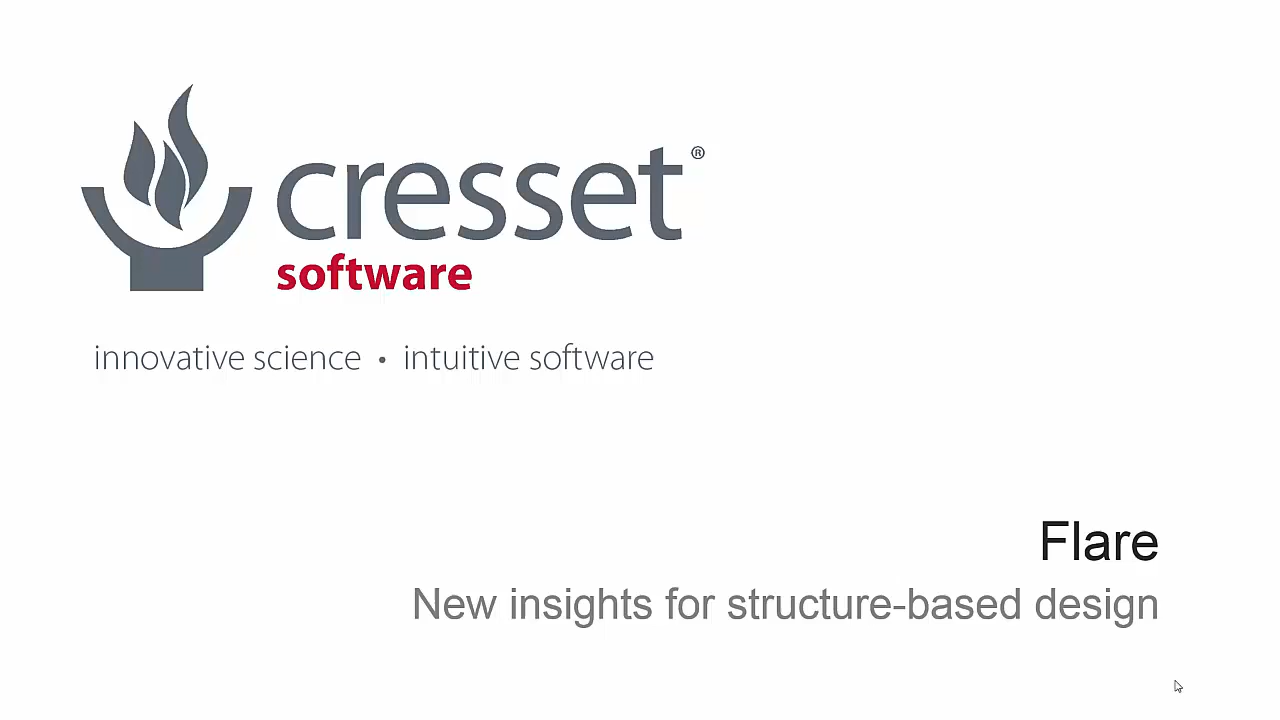 cresset®
software
innovative science • intuitive software
Flare
New insights for structure-based design